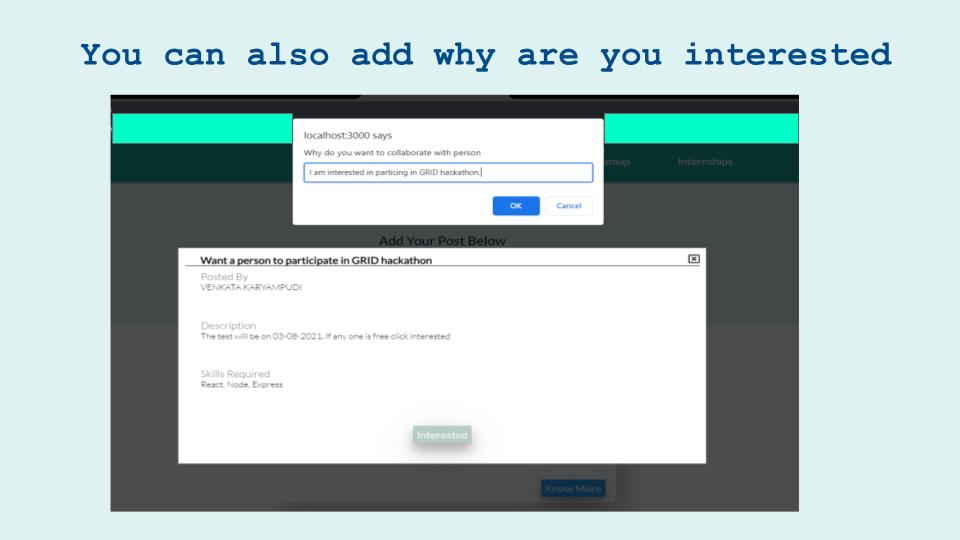 You can also add why are you interested
localhost:3000 says
Why do you want to collaborate with person
I am interested in particing in GRID hackathon.
OK Cancel
Internships
Add Your Post Below
Want a person to participate in GRID hackathon
Posted By
VENKATA KARYAMPUDI
Description
The test will be on 03-08-2021. If any one is free click interested
Skills Required
React, Node, Express
Interested
Know More